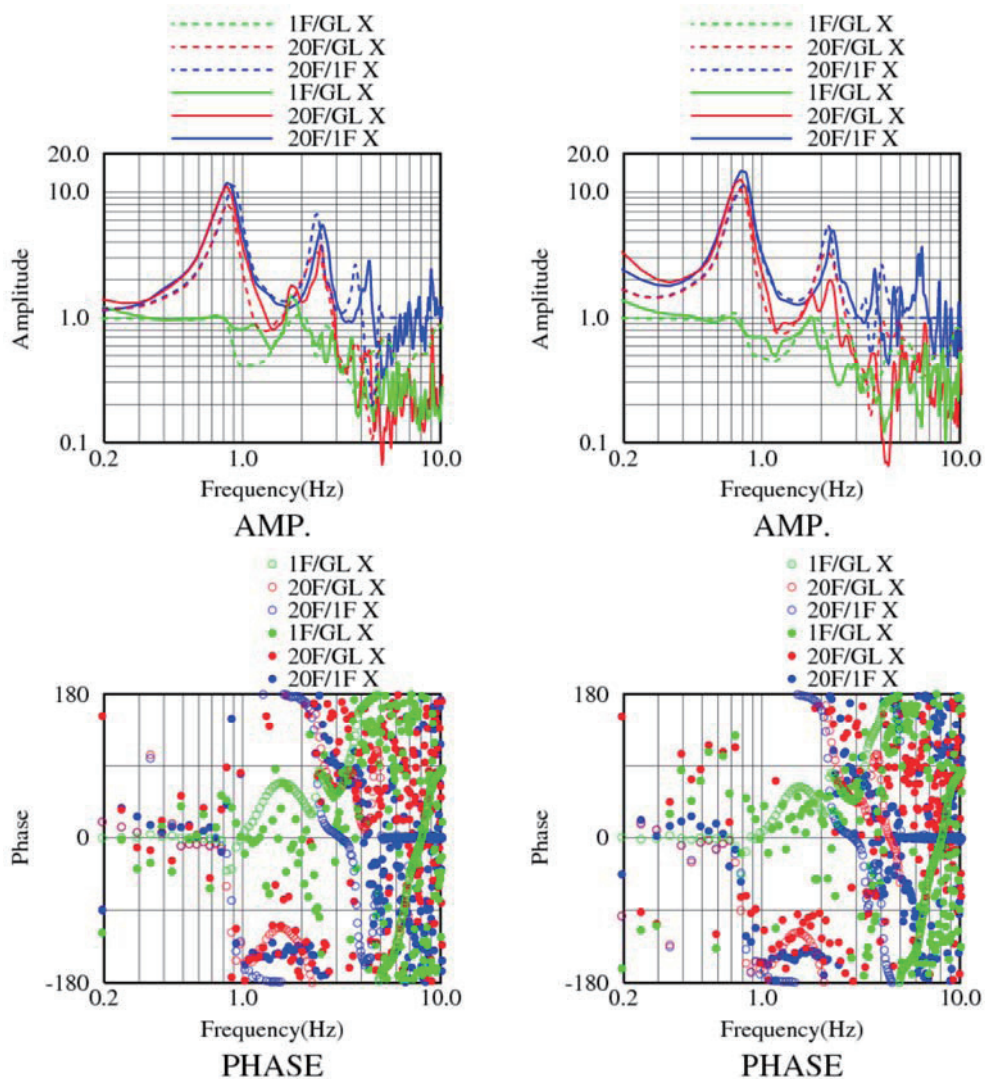 1F/GL X
20F/GL X
20F/1F X
1F/GL X
20F/GL X
20F/1F X
20.0
10.0
Amplitude
1.0
0.1
0.2
1.0
10.0
Frequency(Hz)
AMP.
1F/GL X
20F/GL X
20F/1F X
1F/GL X
20F/GL X
20F/1F X
20.0
10.0
Amplitude
1.0
0.1
0.2
1.0
10.0
Frequency(Hz)
AMP.
1F/GL X
20F/GL X
20F/1F X
1F/GL X
20F/GL X
20F/1F X
180
Phase
0
-180
0.2
1.0
10.0
Frequency(Hz)
PHASE
1F/GL X
20F/GL X
20F/1F X
1F/GL X
20F/GL X
20F/1F X
180
Phase
0
-180
0.2
1.0
10.0
Frequency(Hz)
PHASE